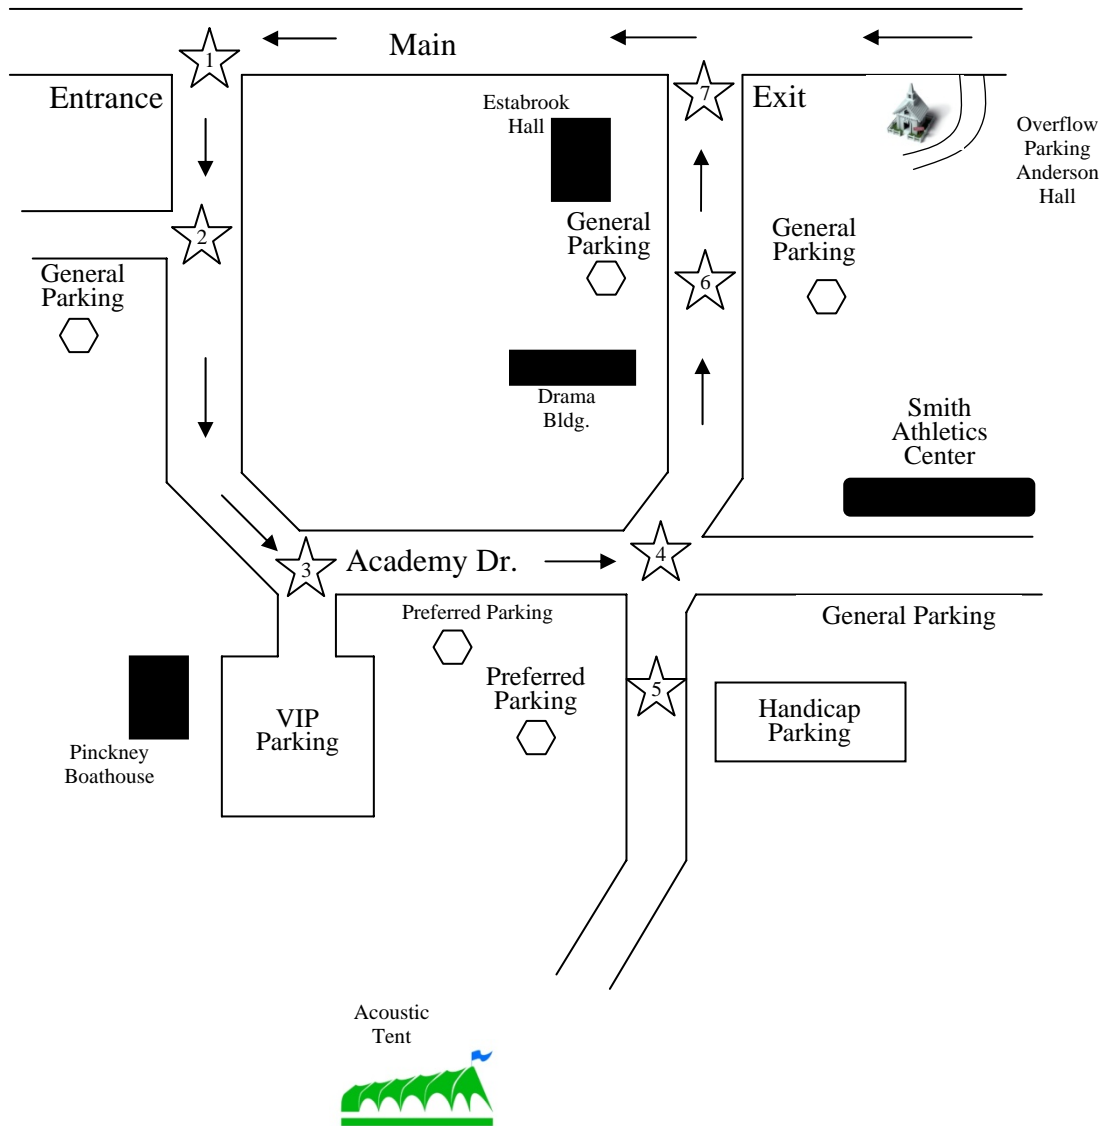 1
Main
7
Entrance
Exit
Estabrook
Hall
Overflow
Parking
Anderson
Hall
2
General
Parking
General
Parking
General
Parking
6
Drama
Bldg.
Smith
Athletics
Center
3
Academy Dr.
4
Preferred Parking
General Parking
Preferred
Parking
5
VIP
Parking
Handicap
Parking
Pinckney
Boathouse
Acoustic
Tent